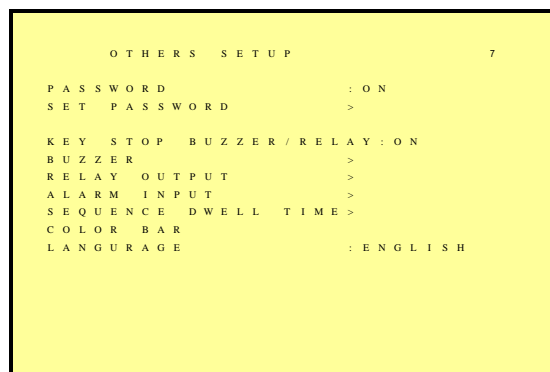 OTHERS SETUP 7
PASSWORD :ON
SET PASSWORD >
KEY STOP BUZZER/RELAY:ON
BUZZER >
RELAY OUTPUT >
ALARM INPUT >
SEQUENCE DWELL TIME>
COLOR BAR
LANGURAGE :ENGLISH